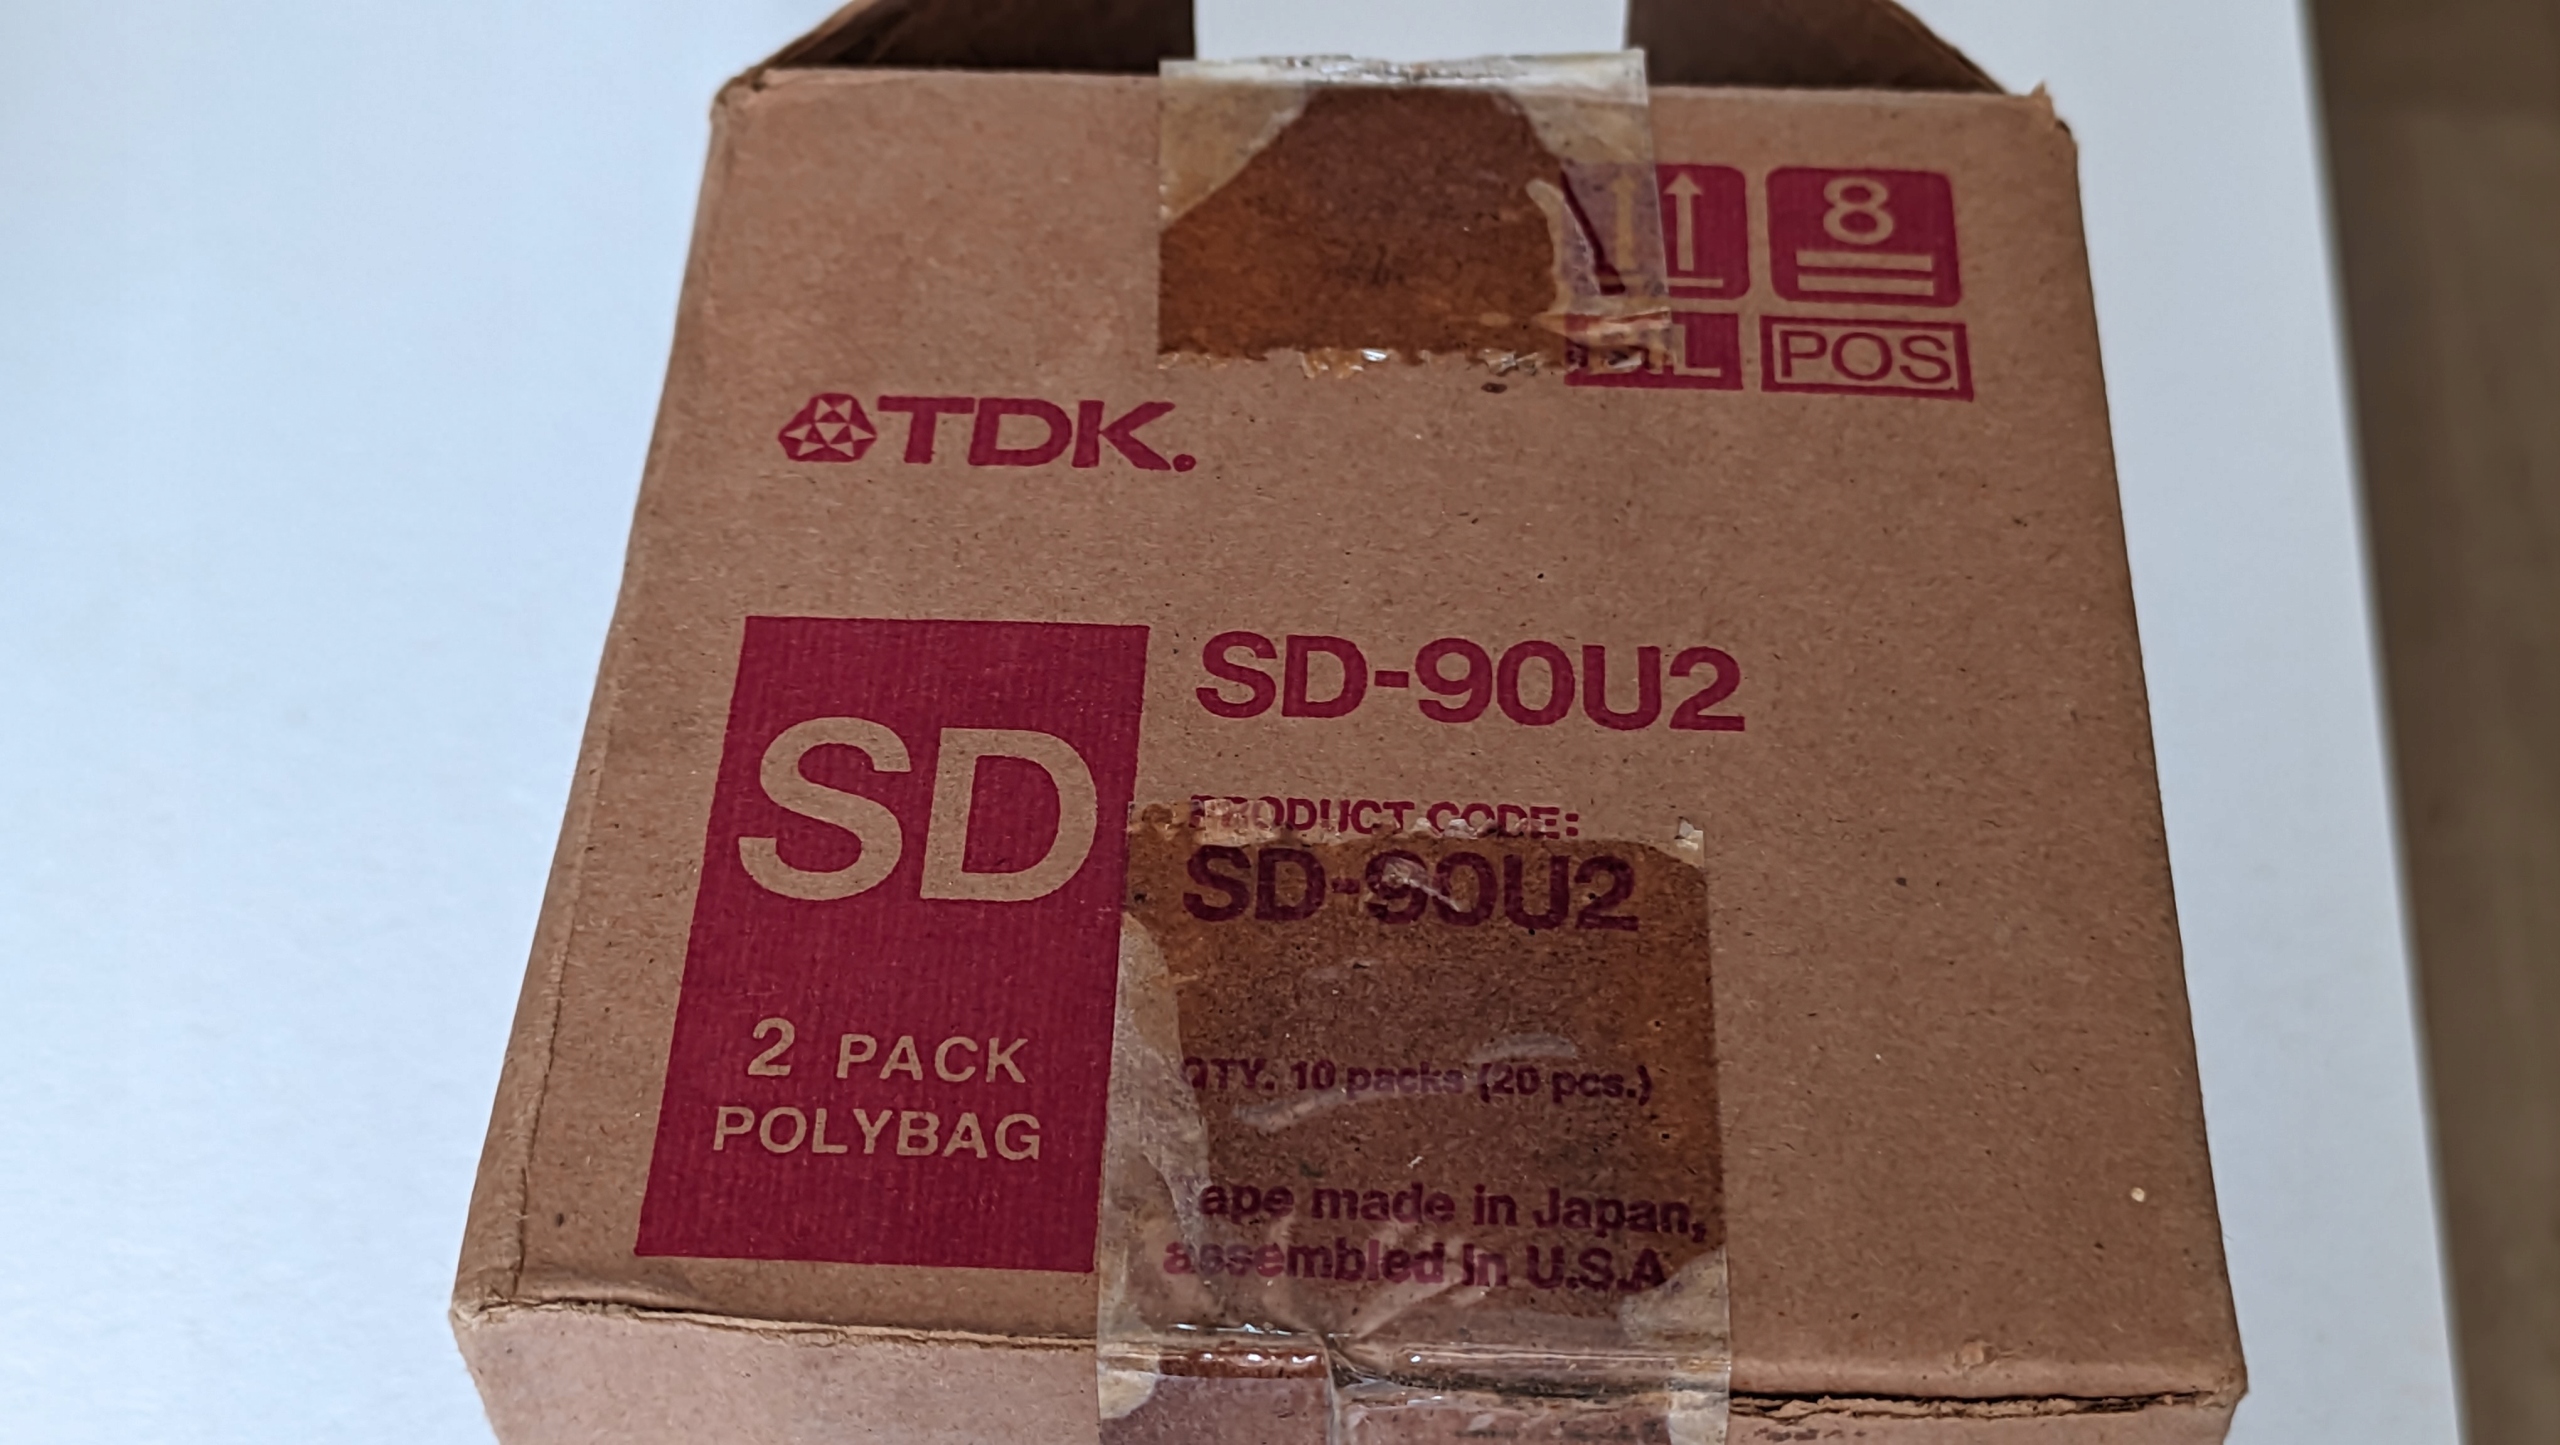 8
POS
TDK.
SD-90U2
SD
PRODUCT CODE:
SD-90U2
2 PACK
POLYBAG
QTY. 10 packs (20 pcs.)
ape made in Japan,
assembled in U.S.A.